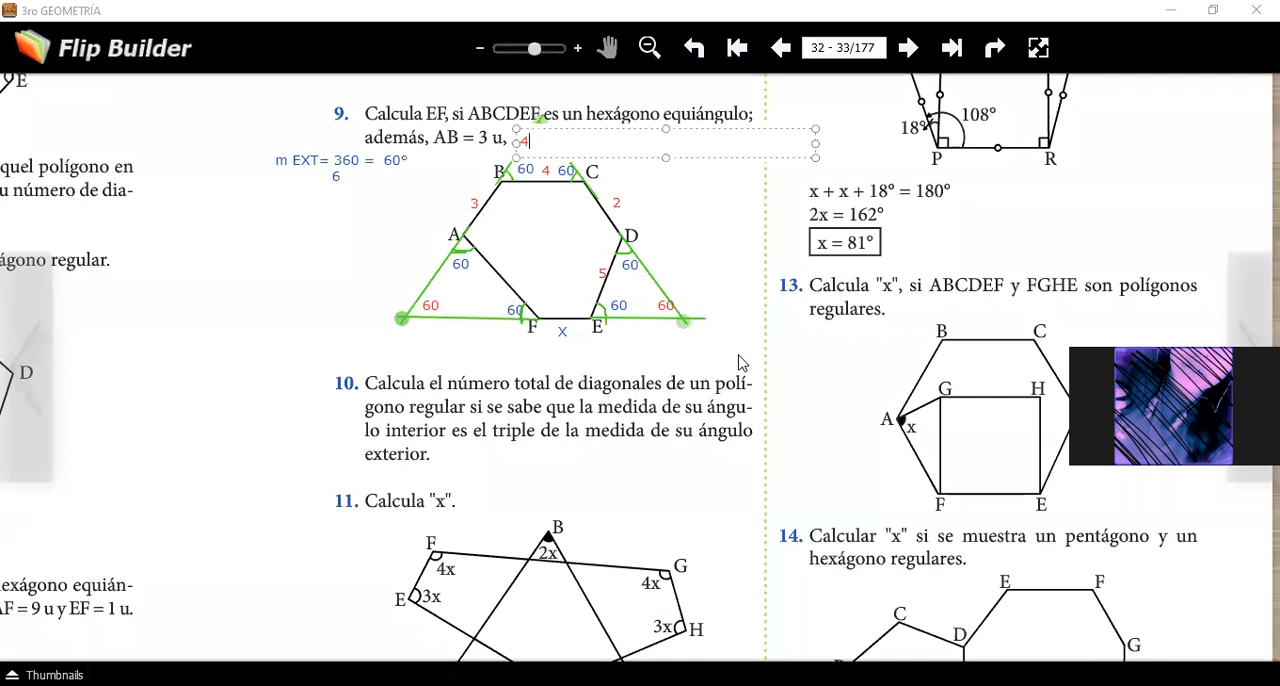 3ro GEOMETRÍA
Flip Builder
32 - 33/177
E
quel polígono en
u número de dia-
ágono regular.
D
exágono equián-
AF = 9 u y EF = 1 u.
9. Calcula EF, si ABCDEF es un hexágono equiángulo;
además, AB = 3 u,
4
m EXT= 360 = 60°
6
B 60 4 60 C
3 2
A D
60 60
5
60 60 60 60
F E
X
10. Calcula el número total de diagonales de un polí-
gono regular si se sabe que la medida de su ángu-
lo interior es el triple de la medida de su ángulo
exterior.
11. Calcula "x".
B
F 2x
4x G
4x
E 3x
3x H
108°
18°
P R
x + x + 18° = 180°
2x = 162°
x = 81°
13. Calcula "x", si ABCDEF y FGHE son polígonos
regulares.
B C
G H
A x
F E
14. Calcular "x" si se muestra un pentágono y un
hexágono regulares.
E F
C
D G
Thumbnails